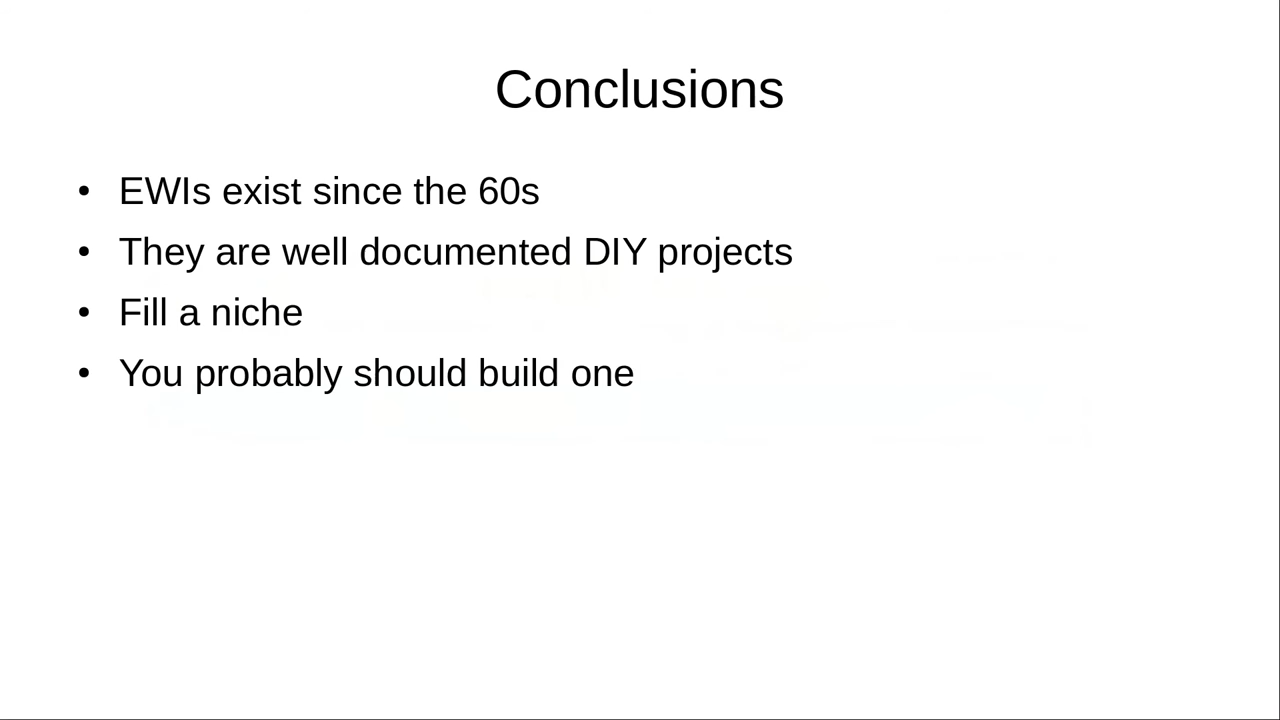 Conclusions
• EWIs exist since the 60s
• They are well documented DIY projects
• Fill a niche
• You probably should build one